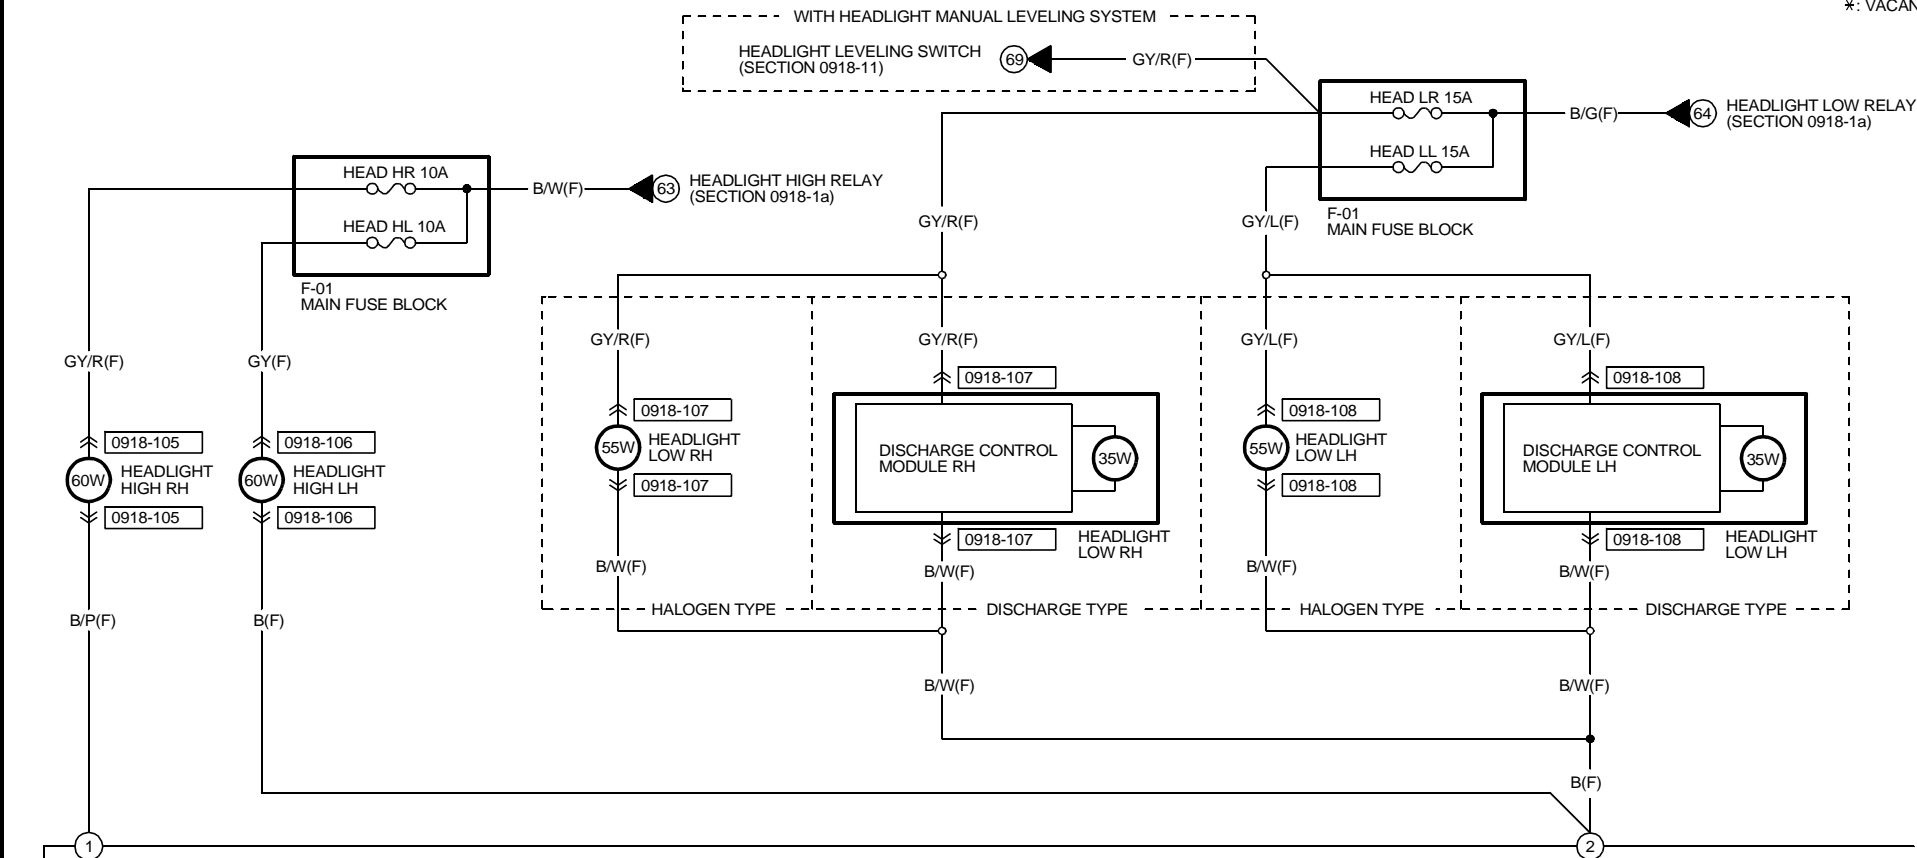 *: VACAN
WITH HEADLIGHT MANUAL LEVELING SYSTEM
HEADLIGHT LEVELING SWITCH
(SECTION 0918-11)
69
GY/R(F)
HEAD LR 15A
B/G(F)
64
HEADLIGHT LOW RELAY
(SECTION 0918-1a)
HEAD LL 15A
F-01
MAIN FUSE BLOCK
HEAD HR 10A
B/W(F)
63
HEADLIGHT HIGH RELAY
(SECTION 0918-1a)
HEAD HL 10A
F-01
MAIN FUSE BLOCK
GY/R(F)
GY/L(F)
GY/R(F)
GY(F)
GY/R(F)
GY/R(F)
GY/L(F)
GY/L(F)
0918-107
0918-108
0918-107
0918-108
0918-105
0918-106
55W
HEADLIGHT
LOW RH
DISCHARGE CONTROL
MODULE RH
35W
55W
HEADLIGHT
LOW LH
DISCHARGE CONTROL
MODULE LH
35W
60W
HEADLIGHT
HIGH RH
60W
HEADLIGHT
HIGH LH
0918-107
0918-108
0918-105
0918-106
0918-107
HEADLIGHT
LOW RH
0918-108
HEADLIGHT
LOW LH
B/W(F)
B/W(F)
B/W(F)
B/W(F)
HALOGEN TYPE
DISCHARGE TYPE
HALOGEN TYPE
DISCHARGE TYPE
B/P(F)
B(F)
B/W(F)
B/W(F)
B(F)
1
2